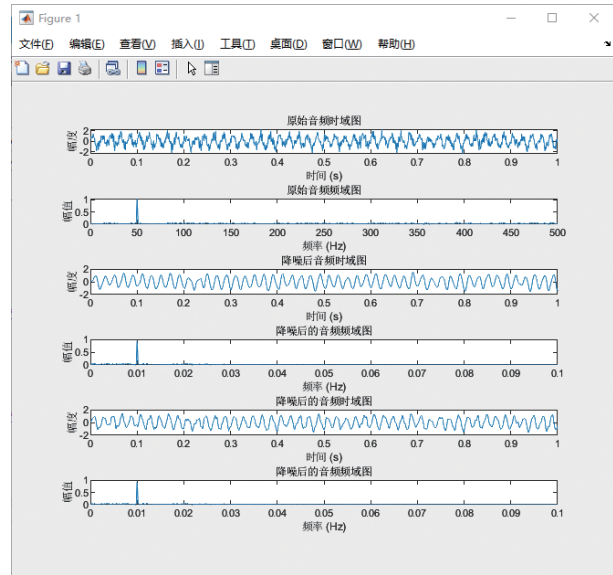 Figure 1
文件(F) 编辑(E) 查看(V) 插入(I) 工具(T) 桌面(D) 窗口(W) 帮助(H)
原始音频时域图
幅度
2
0
-2
0 0.1 0.2 0.3 0.4 0.5 0.6 0.7 0.8 0.9 1
时间 (s)
原始音频频域图
幅值
1
0.5
0
0 50 100 150 200 250 300 350 400 450 500
频率 (Hz)
降噪后音频时域图
幅度
2
0
-2
0 0.1 0.2 0.3 0.4 0.5 0.6 0.7 0.8 0.9 1
时间 (s)
降噪后的音频频域图
幅值
1
0.5
0
0 0.01 0.02 0.03 0.04 0.05 0.06 0.07 0.08 0.09 0.1
频率 (Hz)
降噪后的音频时域图
幅度
2
0
-2
0 0.1 0.2 0.3 0.4 0.5 0.6 0.7 0.8 0.9 1
时间 (s)
降噪后的音频频域图
幅值
1
0.5
0
0 0.01 0.02 0.03 0.04 0.05 0.06 0.07 0.08 0.09 0.1
频率 (Hz)